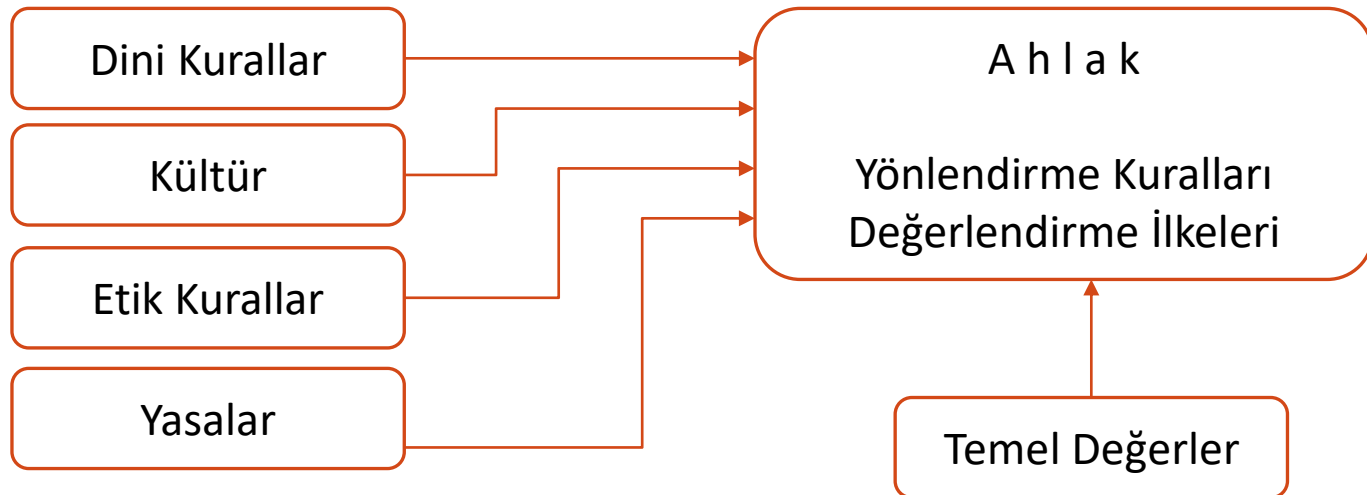 Dini Kurallar
Kültür
Etik Kurallar
Yasalar
A h l a k
Yönlendirme Kuralları
Değerlendirme İlkeleri
Temel Değerler